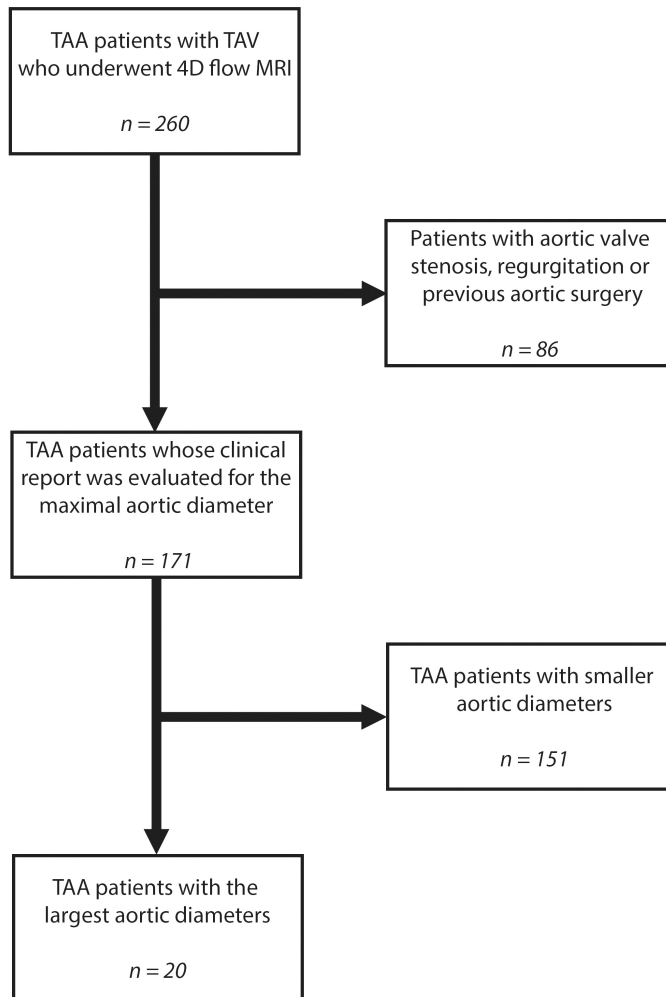 TAA patients with TAV
who underwent 4D flow MRI
n = 260
Patients with aortic valve
stenosis, regurgitation or
previous aortic surgery
n = 86
TAA patients whose clinical
report was evaluated for the
maximal aortic diameter
n = 171
TAA patients with smaller
aortic diameters
n = 151
TAA patients with the
largest aortic diameters
n = 20